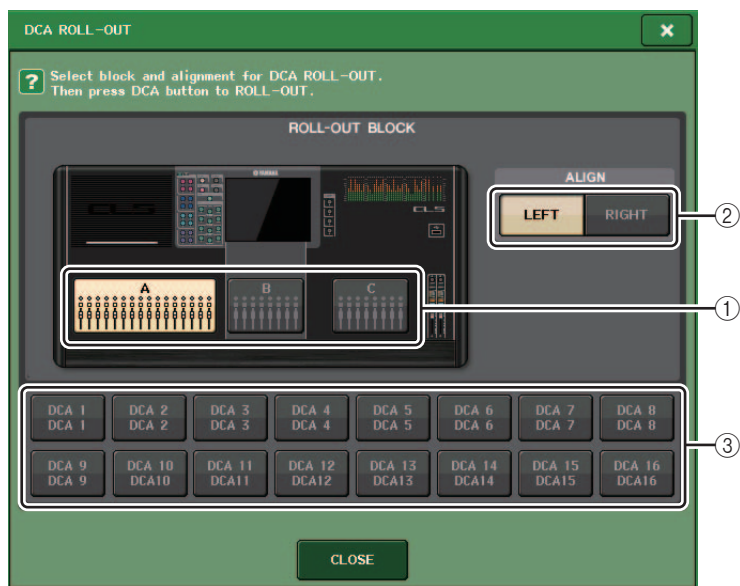 DCA ROLL-OUT
?
Select block and alignment for DCA ROLL-OUT.
Then press DCA button to ROLL-OUT.
ROLL-OUT BLOCK
YAMAHA
CL5
CL5
ALIGN
LEFT RIGHT
②
A B C
①
DCA 1 DCA 2 DCA 3 DCA 4 DCA 5 DCA 6 DCA 7 DCA 8
DCA 1 DCA 2 DCA 3 DCA 4 DCA 5 DCA 6 DCA 7 DCA 8
③
DCA 9 DCA 10 DCA 11 DCA 12 DCA 13 DCA 14 DCA 15 DCA 16
DCA 9 DCA10 DCA11 DCA12 DCA13 DCA14 DCA15 DCA16
CLOSE